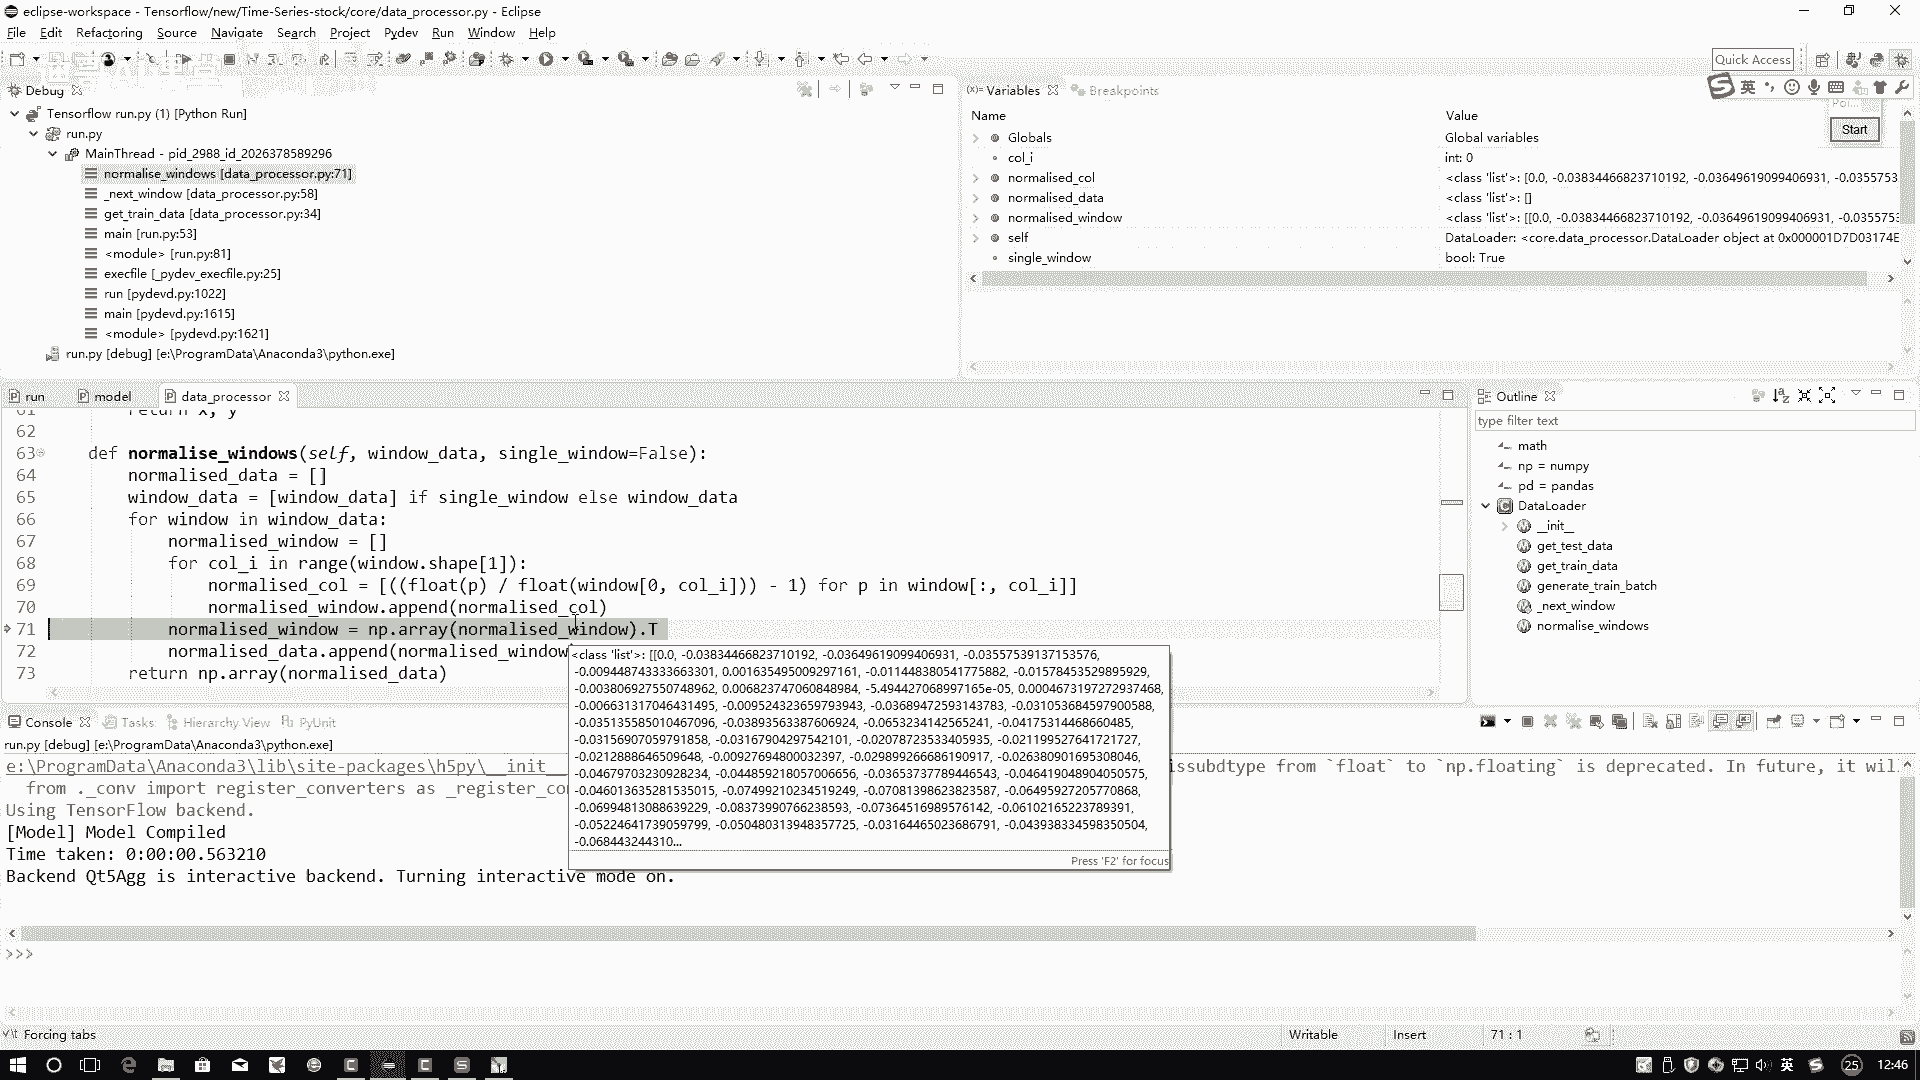 eclipse-workspace - Tensorflow/new/Time-Series-stock/core/data_processor.py - Eclipse
File Edit Refactoring Source Navigate Search Project Pydev Run Window Help
Quick Access
Debug
Tensorflow run.py (1) [Python Run]
run.py
MainThread - pid_2988_id_2026378589296
normalise_windows [data_processor.py:71]
_next_window [data_processor.py:58]
get_train_data [data_processor.py:34]
main [run.py:53]
<module> [run.py:81]
execfile [_pydev_execfile.py:25]
run [pydevd.py:1022]
main [pydevd.py:1615]
<module> [pydevd.py:1621]
run.py [debug] [e:\ProgramData\Anaconda3\python.exe]
(x)= Variables Breakpoints
英
Name Value
Start
Globals Global variables
col_i int: 0
normalised_col <class 'list'>: [0.0, -0.03834466823710192, -0.03649619099406931, -0.0355753
normalised_data <class 'list'>: []
normalised_window <class 'list'>: [[0.0, -0.03834466823710192, -0.03649619099406931, -0.035575
self DataLoader: <core.data_processor.DataLoader object at 0x000001D7D03174E
single_window bool: True
run model data_processor
61 return x, y
62
63 def normalise_windows(self, window_data, single_window=False):
64 normalised_data = []
65 window_data = [window_data] if single_window else window_data
66 for window in window_data:
67 normalised_window = []
68 for col_i in range(window.shape[1]):
69 normalised_col = [((float(p) / float(window[0, col_i])) - 1) for p in window[:, col_i]]
70 normalised_window.append(normalised_col)
71 normalised_window = np.array(normalised_window).T
72 normalised_data.append(normalised_window
73 return np.array(normalised_data)
<class 'list'>: [[0.0, -0.03834466823710192, -0.03649619099406931, -0.03557539137153576,
-0.009448743333663301, 0.001635495009297161, -0.011448380541775882, -0.01578453529895929,
-0.003806927550748962, 0.006823747060848984, -5.494427068997165e-05, 0.0004673197272937468,
-0.0066313170464314​95, -0.009524323659793943, -0.03689472593143783, -0.031053684597900588,
-0.035135585010467096, -0.03893563387606924, -0.0653234142565241, -0.04175314468660485,
-0.03156907059791858, -0.03167904297542101, -0.02078723533405935, -0.021199527641721727,
-0.0212888646509648, -0.00927694800032397, -0.029899266686190917, -0.026380901695308046,
-0.04679703230928234, -0.044859218057006656, -0.03653737789446543, -0.046419048904050575,
-0.046013635281535015, -0.07499210234519249, -0.07081398623823587, -0.06495927205770868,
-0.06994813088639229, -0.08373990766238593, -0.07364516989576142, -0.06102165223789391,
-0.05224641739059799, -0.050480313948357725, -0.03164465023686791, -0.043938334598350504,
-0.068443244310...
Press 'F2' for focus
Outline
type filter text
math
np = numpy
pd = pandas
DataLoader
__init__
get_test_data
get_train_data
generate_train_batch
_next_window
normalise_windows
Console Tasks Hierarchy View PyUnit
run.py [debug] [e:\ProgramData\Anaconda3\python.exe]
e:\ProgramData\Anaconda3\lib\site-packages\h5py\__init__ issubdtype from `float` to `np.floating` is deprecated. In future, it wil
from ._conv import register_converters as _register_co
Using TensorFlow backend.
[Model] Model Compiled
Time taken: 0:00:00.563210
Backend Qt5Agg is interactive backend. Turning interactive mode on.
>>>
Forcing tabs Writable Insert 71 : 1
英 25 12:46